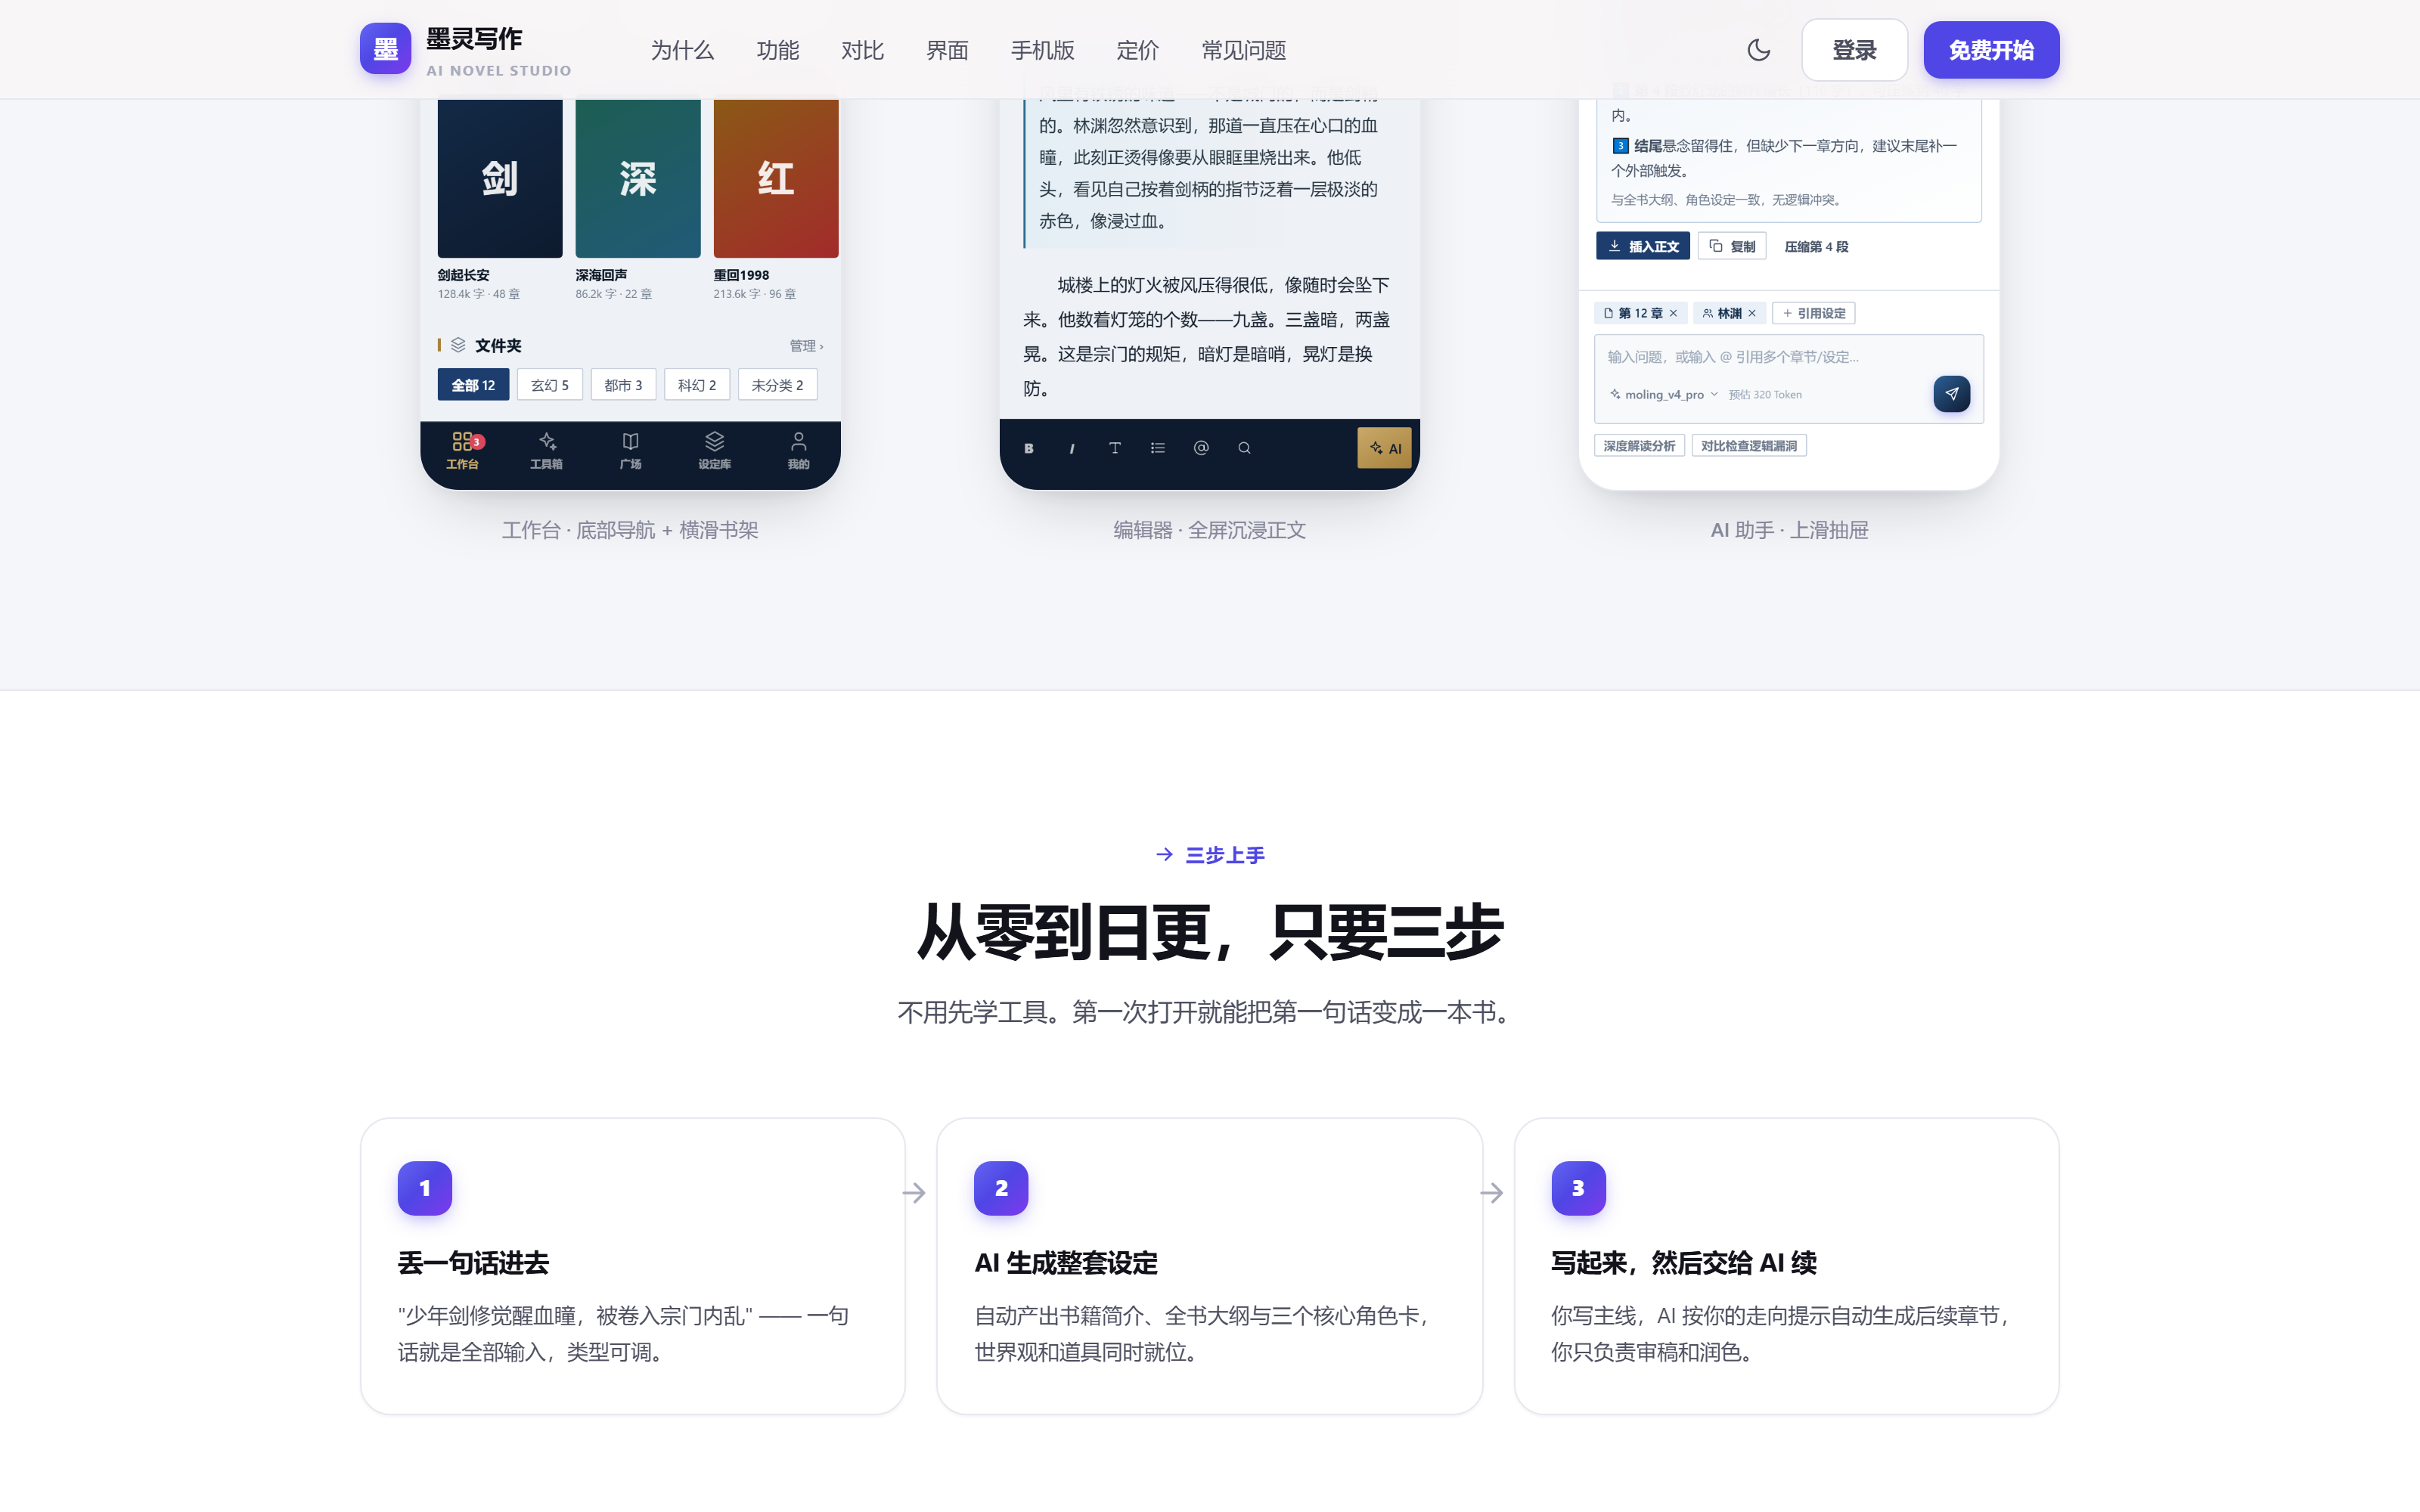 墨
墨灵写作
AI NOVEL STUDIO
为什么
功能
对比
界面
手机版
定价
常见问题
登录
免费开始
剑
深
红
剑起长安
128.4k 字 · 48 章
深海回声
86.2k 字 · 22 章
重回1998
213.6k 字 · 96 章
文件夹
管理 ›
全部 12
玄幻 5
都市 3
科幻 2
未分类 2
3
工作台
工具箱
广场
设定库
我的
工作台 · 底部导航 + 横滑书架
的。林渊忽然意识到，那道一直压在心口的血
瞳，此刻正烫得像要从眼眶里烧出来。他低
头，看见自己按着剑柄的指节泛着一层极淡的
赤色，像浸过血。
城楼上的灯火被风压得很低，像随时会坠下
来。他数着灯笼的个数——九盏。三盏暗，两盏
晃。这是宗门的规矩，暗灯是暗哨，晃灯是换
防。
B
I
T
@
AI
编辑器 · 全屏沉浸正文
内。
3 结尾悬念留得住，但缺少下一章方向，建议末尾补一
个外部触发。
与全书大纲、角色设定一致，无逻辑冲突。
插入正文
复制
压缩第 4 段
第 12 章 ×
林渊 ×
+ 引用设定
输入问题，或输入 @ 引用多个章节/设定...
moling_v4_pro
预估 320 Token
深度解读分析
对比检查逻辑漏洞
AI 助手 · 上滑抽屉
→ 三步上手
从零到日更，只要三步
不用先学工具。第一次打开就能把第一句话变成一本书。
1
丢一句话进去
"少年剑修觉醒血瞳，被卷入宗门内乱" —— 一句
话就是全部输入，类型可调。
→
2
AI 生成整套设定
自动产出书籍简介、全书大纲与三个核心角色卡，
世界观和道具同时就位。
→
3
写起来，然后交给 AI 续
你写主线，AI 按你的走向提示自动生成后续章节，
你只负责审稿和润色。